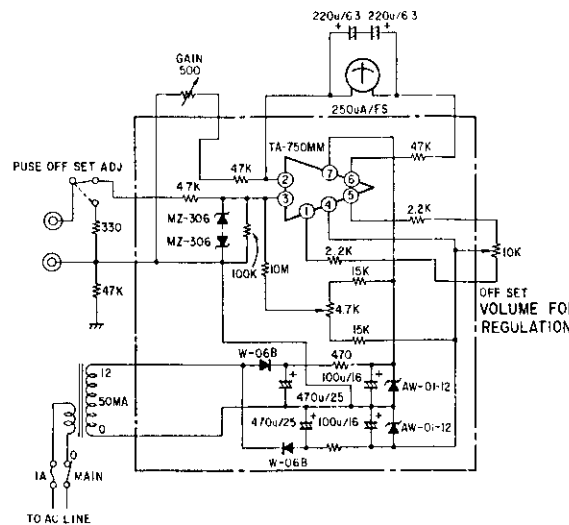 220u/63 220u/63
GAIN
500
250uA/FS
TA-750MM
PUSE OFF SET ADJ
47K
47K
4.7K
2
7
6
3
5
4
1
MZ-306
MZ-306
330
100K
10M
2.2K
2.2K
10K
47K
15K
4.7K
15K
OFF SET
VOLUME FO
REGULATION
W-06B
470
12
50MA
0
470u/25
100u/16
AW-01-12
470u/25
100u/16
AW-01-12
W-06B
1A
MAIN
TO AC LINE